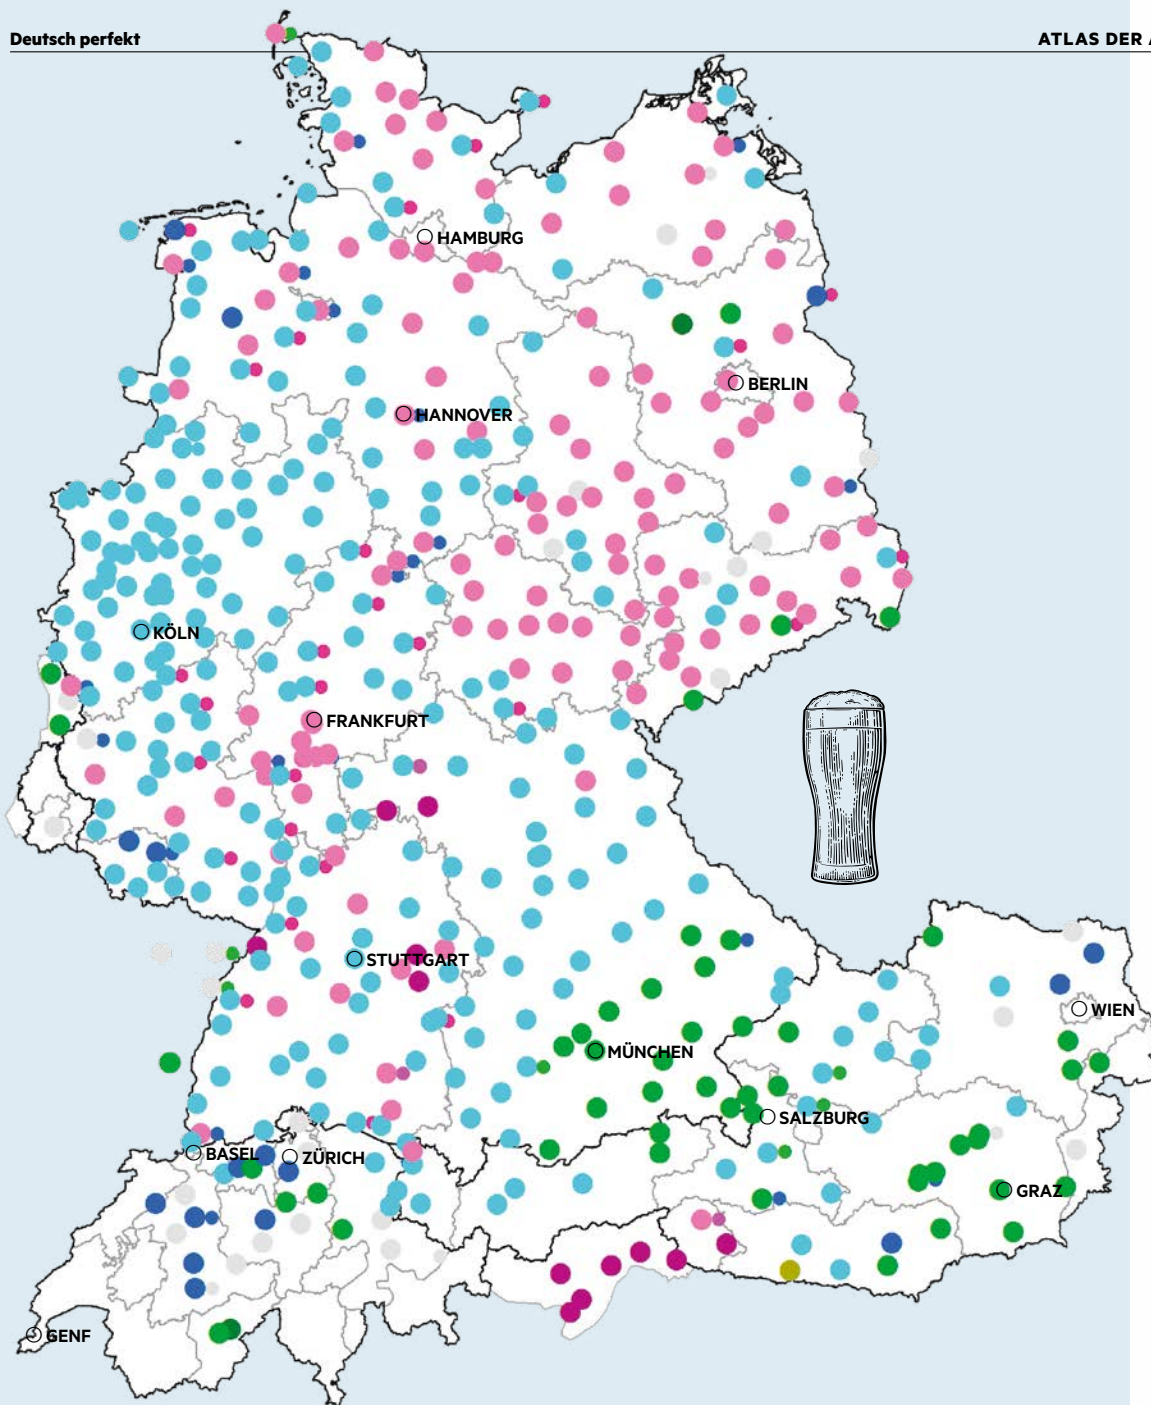 Deutsch perfekt
ATLAS DER A
HAMBURG
BERLIN
HANNOVER
KÖLN
FRANKFURT
STUTTGART
WIEN
MÜNCHEN
SALZBURG
BASEL
ZÜRICH
GRAZ
GENF